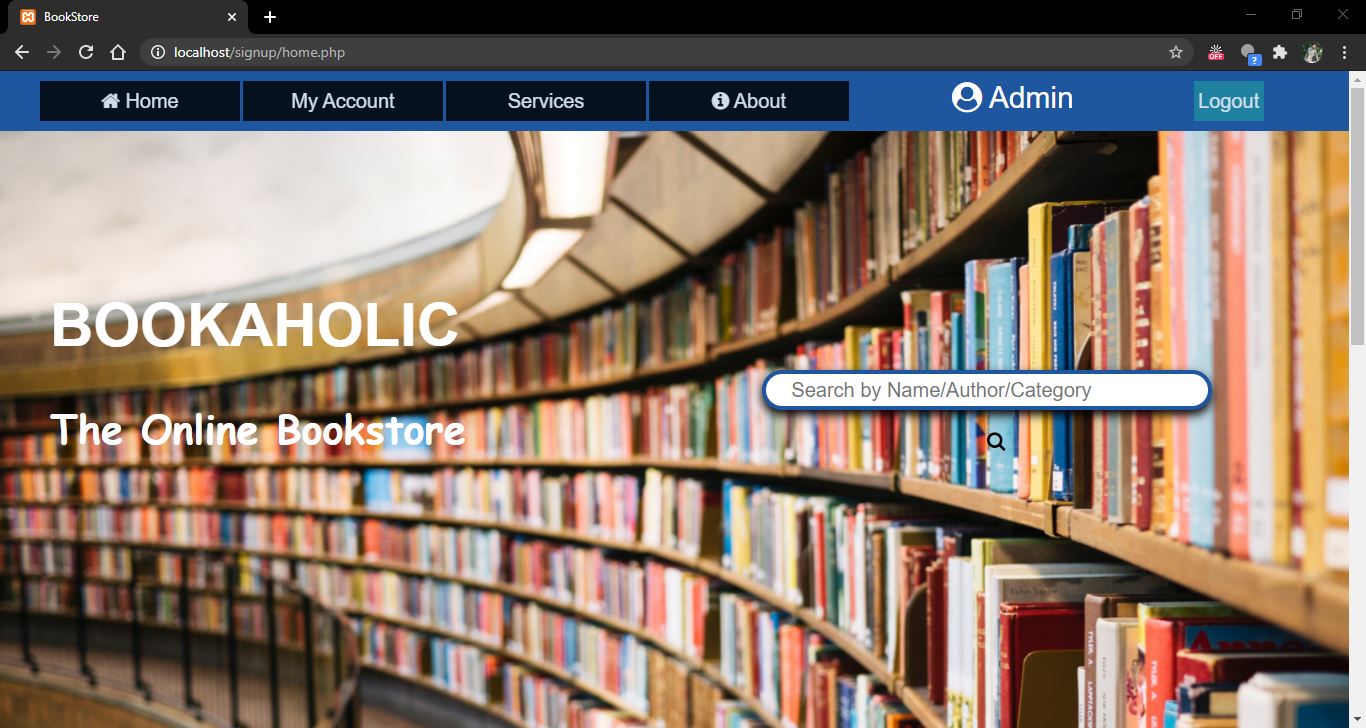 BookStore
localhost/signup/home.php
OFF
?
Home
My Account
Services
About
Admin
Logout
BOOKAHOLIC
The Online Bookstore
Search by Name/Author/Category